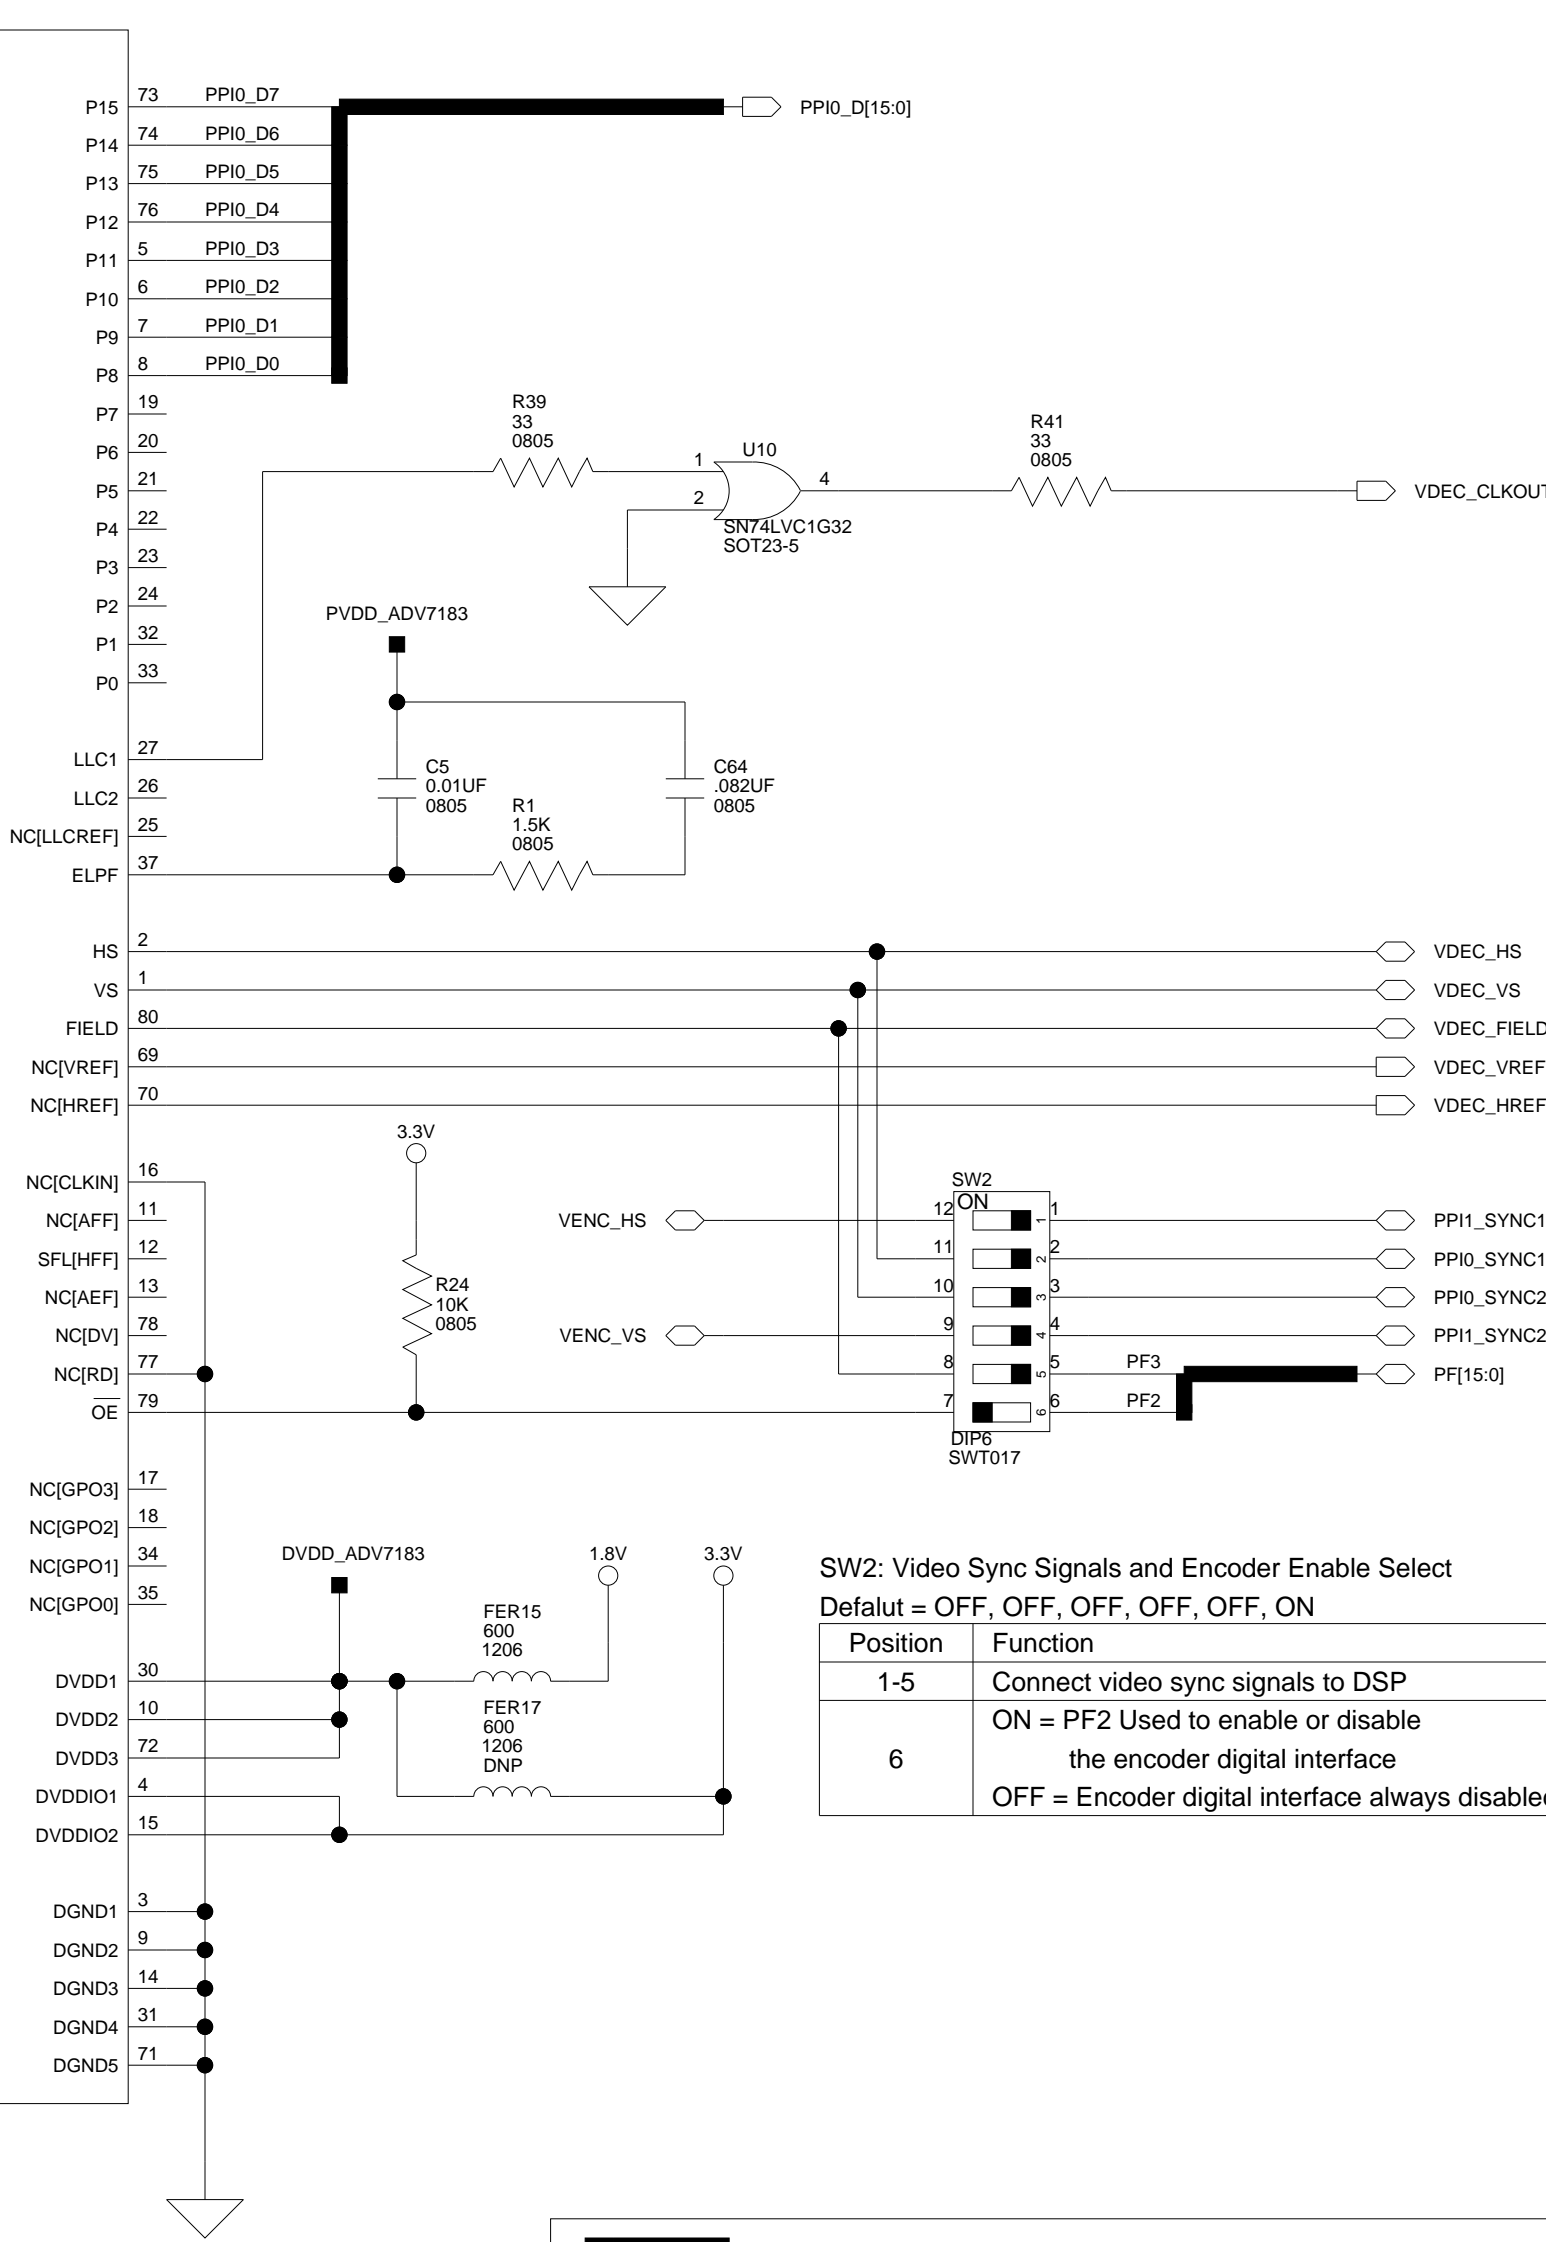 P15 73 PPI0_D7 PPI0_D[15:0]
P14 74 PPI0_D6
P13 75 PPI0_D5
P12 76 PPI0_D4
P11 5 PPI0_D3
P10 6 PPI0_D2
P9 7 PPI0_D1
P8 8 PPI0_D0
P7 19
P6 20
P5 21
P4 22
P3 23
P2 24
P1 32
P0 33
R39
33
0805
1
2
U10
4
SN74LVC1G32
SOT23-5
R41
33
0805
VDEC_CLKOUT
PVDD_ADV7183
LLC1 27
LLC2 26
NC[LLCREF] 25
ELPF 37
C5
0.01UF
0805
R1
1.5K
0805
C64
.082UF
0805
HS 2 VDEC_HS
VS 1 VDEC_VS
FIELD 80 VDEC_FIELD
NC[VREF] 69 VDEC_VREF
NC[HREF] 70 VDEC_HREF
3.3V
NC[CLKIN] 16
NC[AFF] 11
SFL[HFF] 12
NC[AEF] 13
NC[DV] 78
NC[RD] 77
OE 79
R24
10K
0805
SW2
ON
VENC_HS 12 1 1 PPI1_SYNC1
11 2 2 PPI0_SYNC1
10 3 3 PPI0_SYNC2
VENC_VS 9 4 4 PPI1_SYNC2
8 5 5 PF3 PF[15:0]
7 6 6 PF2
DIP6
SWT017
NC[GPO3] 17
NC[GPO2] 18
NC[GPO1] 34
NC[GPO0] 35
DVDD_ADV7183 1.8V 3.3V
FER15
600
1206
FER17
600
1206
DNP
DVDD1 30
DVDD2 10
DVDD3 72
DVDDIO1 4
DVDDIO2 15
SW2: Video Sync Signals and Encoder Enable Select
Defalut = OFF, OFF, OFF, OFF, OFF, ON
Position Function
1-5 Connect video sync signals to DSP
6 ON = PF2 Used to enable or disable
the encoder digital interface
OFF = Encoder digital interface always disabled
DGND1 3
DGND2 9
DGND3 14
DGND4 31
DGND5 71